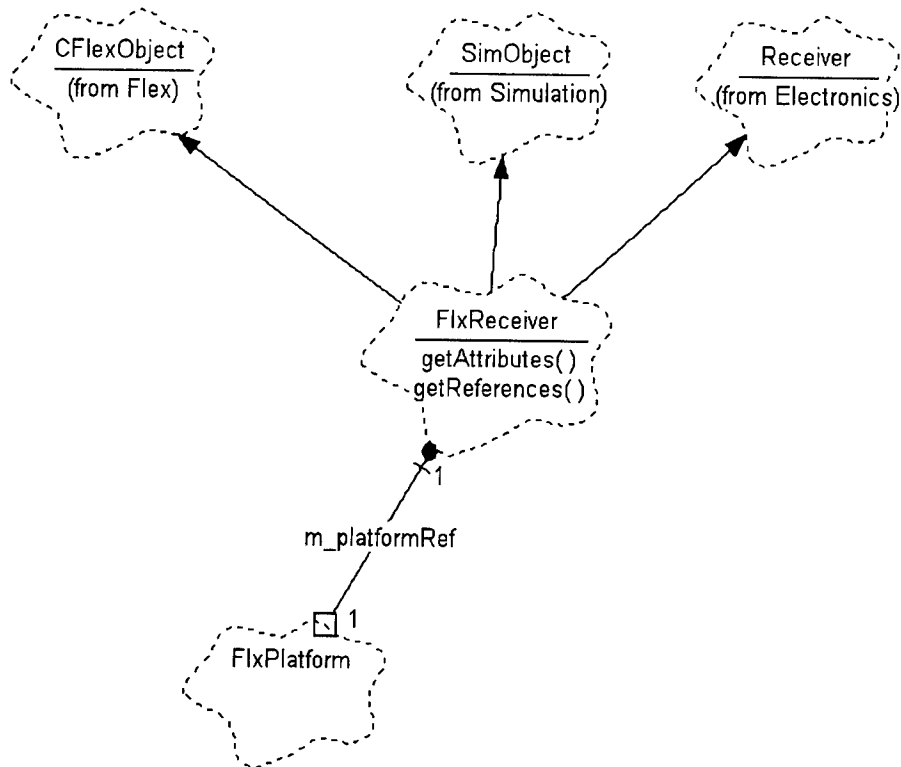 CFlexObject
(from Flex)
SimObject
(from Simulation)
Receiver
(from Electronics)
FlxReceiver
getAttributes( )
getReferences( )
1
m_platformRef
1
FlxPlatform